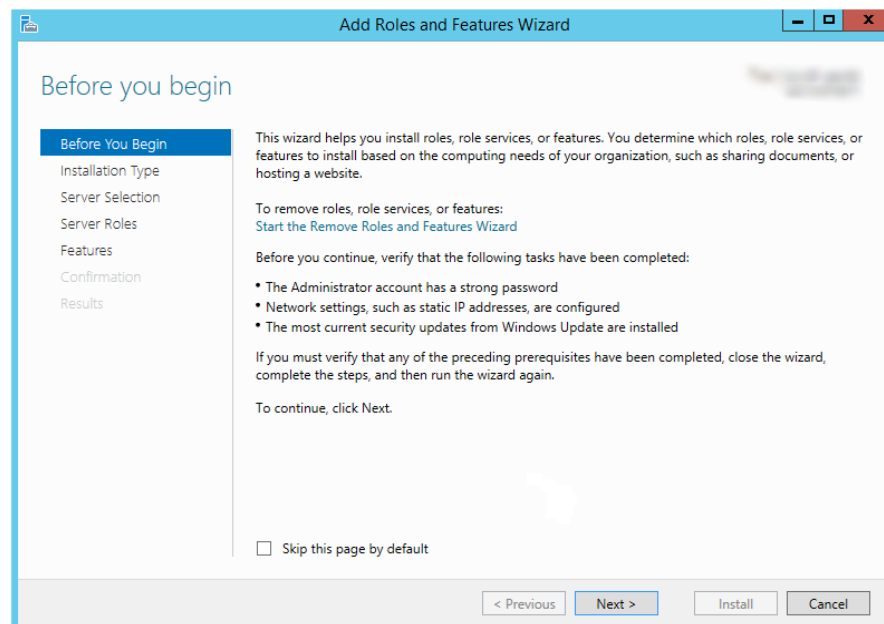 Add Roles and Features Wizard
Before you begin
Before You Begin
Installation Type
Server Selection
Server Roles
Features
Confirmation
Results
This wizard helps you install roles, role services, or features. You determine which roles, role services, or
features to install based on the computing needs of your organization, such as sharing documents, or
hosting a website.
To remove roles, role services, or features:
Start the Remove Roles and Features Wizard
Before you continue, verify that the following tasks have been completed:
• The Administrator account has a strong password
• Network settings, such as static IP addresses, are configured
• The most current security updates from Windows Update are installed
If you must verify that any of the preceding prerequisites have been completed, close the wizard,
complete the steps, and then run the wizard again.
To continue, click Next.
Skip this page by default
< Previous
Next >
Install
Cancel